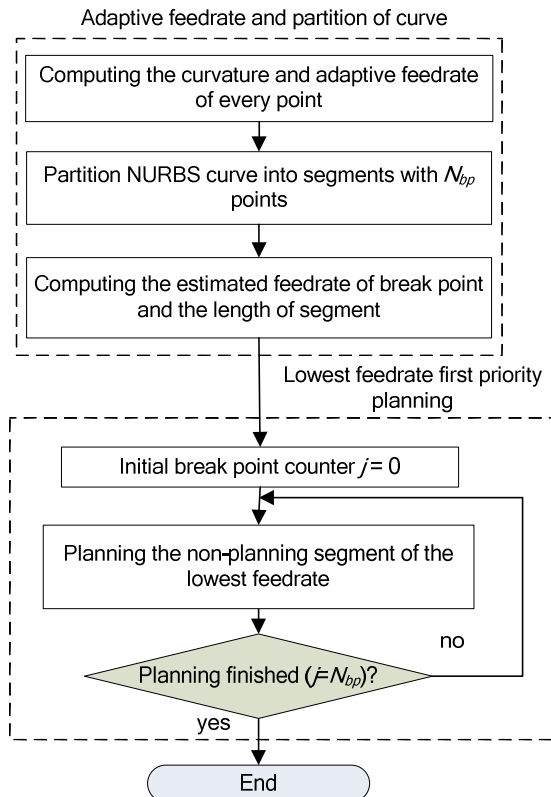 Adaptive feedrate and partition of curve
Computing the curvature and adaptive feedrate
of every point
Partition NURBS curve into segments with N_bp
points
Computing the estimated feedrate of break point
and the length of segment
Lowest feedrate first priority
planning
Initial break point counter j = 0
Planning the non-planning segment of the
lowest feedrate
Planning finished (j=N_bp)?
no
yes
End